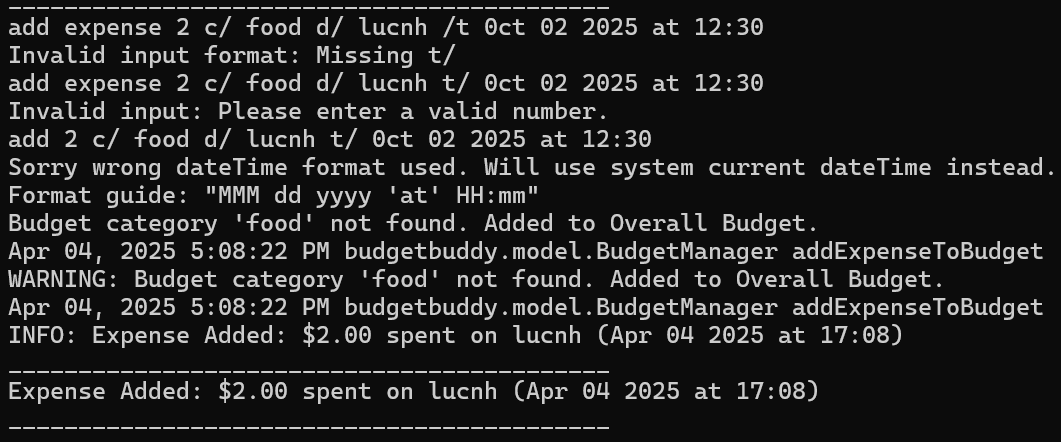 ___________________________________________
add expense 2 c/ food d/ lucnh /t 0ct 02 2025 at 12:30
Invalid input format: Missing t/
add expense 2 c/ food d/ lucnh t/ 0ct 02 2025 at 12:30
Invalid input: Please enter a valid number.
add 2 c/ food d/ lucnh t/ 0ct 02 2025 at 12:30
Sorry wrong dateTime format used. Will use system current dateTime instead.
Format guide: "MMM dd yyyy 'at' HH:mm"
Budget category 'food' not found. Added to Overall Budget.
Apr 04, 2025 5:08:22 PM budgetbuddy.model.BudgetManager addExpenseToBudget
WARNING: Budget category 'food' not found. Added to Overall Budget.
Apr 04, 2025 5:08:22 PM budgetbuddy.model.BudgetManager addExpenseToBudget
INFO: Expense Added: $2.00 spent on lucnh (Apr 04 2025 at 17:08)
___________________________________________
Expense Added: $2.00 spent on lucnh (Apr 04 2025 at 17:08)
___________________________________________